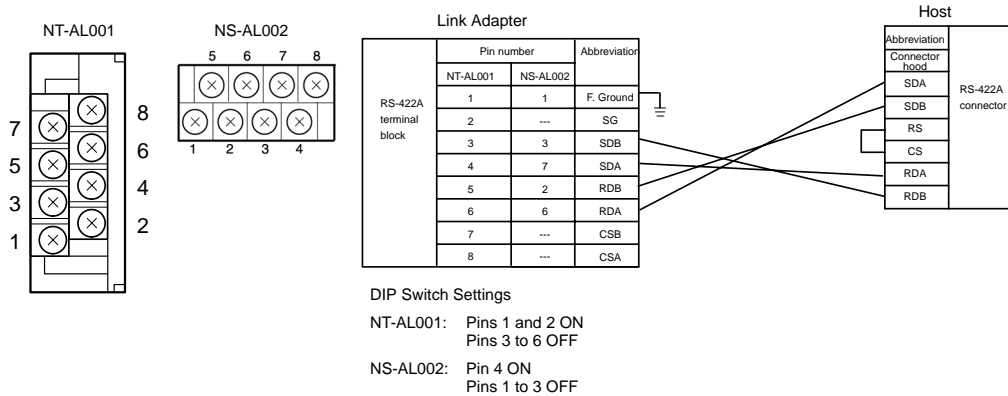 NT-AL001
7
5
3
1
8
6
4
2
NS-AL002
5 6 7 8
1 2 3 4
Link Adapter
RS-422A terminal block
Pin number Abbreviation
NT-AL001 NS-AL002
1 1 F. Ground
2 --- SG
3 3 SDB
4 7 SDA
5 2 RDB
6 6 RDA
7 --- CSB
8 --- CSA
Host
Abbreviation
Connector
hood
SDA
SDB
RS
CS
RDA
RDB
RS-422A
connector
DIP Switch Settings
NT-AL001: Pins 1 and 2 ON
Pins 3 to 6 OFF
NS-AL002: Pin 4 ON
Pins 1 to 3 OFF